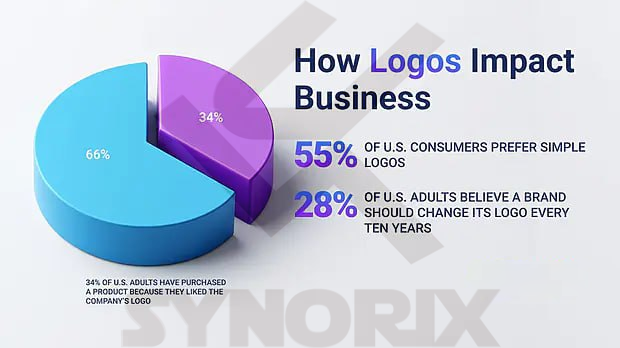 How Logos Impact
Business
34%
66%
55% OF U.S. CONSUMERS PREFER SIMPLE
LOGOS
28% OF U.S. ADULTS BELIEVE A BRAND
SHOULD CHANGE ITS LOGO EVERY
TEN YEARS
34% OF U.S. ADULTS HAVE PURCHASED
A PRODUCT BECAUSE THEY LIKED THE
COMPANY'S LOGO
SYNORIX